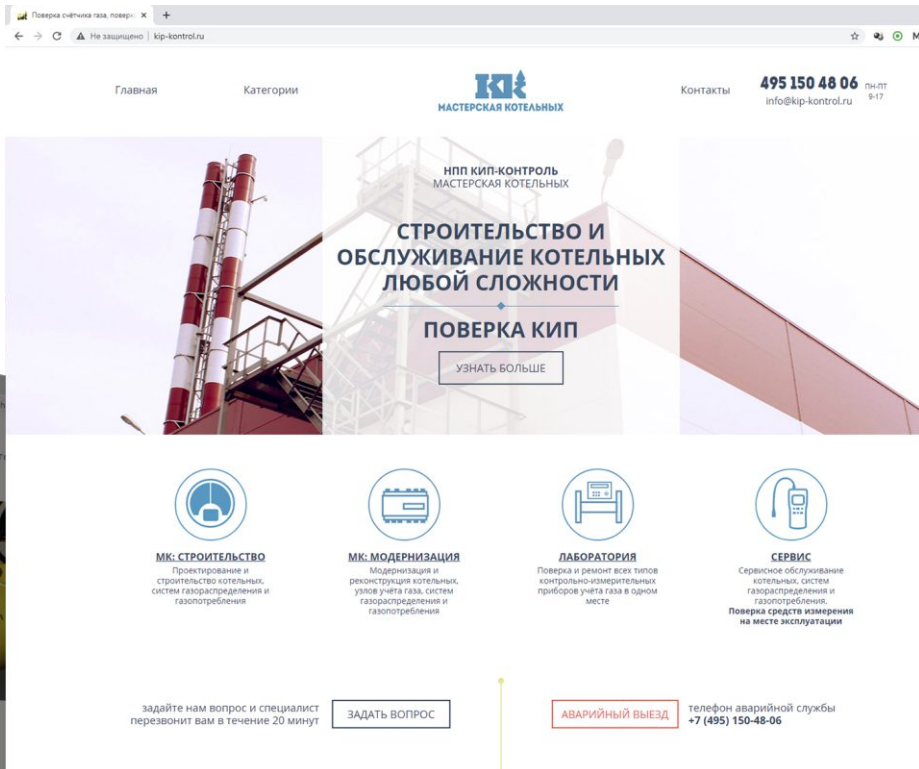 Поверка счётчика газа, поверк
Не защищено | kip-kontrol.ru
Главная
Категории
МАСТЕРСКАЯ КОТЕЛЬНЫХ
Контакты
495 150 48 06 ПН-ПТ
info@kip-kontrol.ru 9-17
НПП КИП-КОНТРОЛЬ
МАСТЕРСКАЯ КОТЕЛЬНЫХ
СТРОИТЕЛЬСТВО И
ОБСЛУЖИВАНИЕ КОТЕЛЬНЫХ
ЛЮБОЙ СЛОЖНОСТИ
ПОВЕРКА КИП
УЗНАТЬ БОЛЬШЕ
МК: СТРОИТЕЛЬСТВО
Проектирование и
строительство котельных,
систем газораспределения и
газопотребления
МК: МОДЕРНИЗАЦИЯ
Модернизация и
реконструкция котельных,
узлов учёта газа, систем
газораспределения и
газопотребления
ЛАБОРАТОРИЯ
Поверка и ремонт всех типов
контрольно-измерительных
приборов учёта газа в одном
месте
СЕРВИС
Сервисное обслуживание
котельных, систем
газораспределения и
газопотребления.
Поверка средств измерения
на месте эксплуатации
задайте нам вопрос и специалист
перезвонит вам в течение 20 минут
ЗАДАТЬ ВОПРОС
АВАРИЙНЫЙ ВЫЕЗД
телефон аварийной службы
+7 (495) 150-48-06